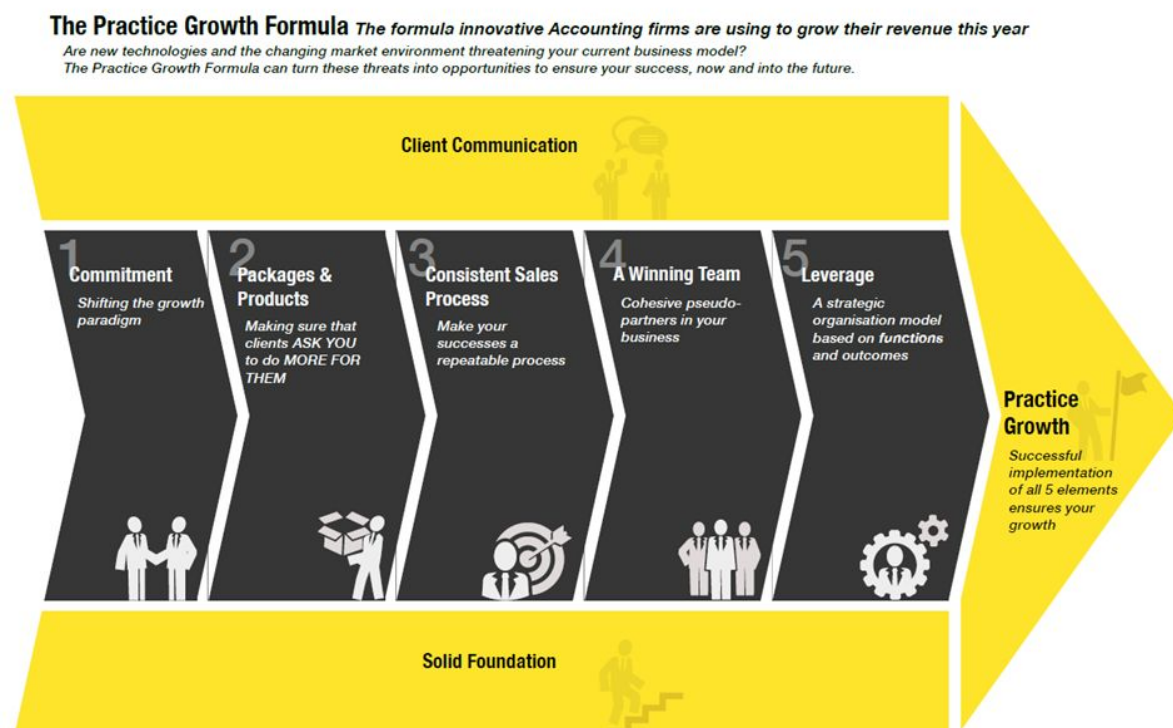 The Practice Growth Formula The formula innovative Accounting firms are using to grow their revenue this year
Are new technologies and the changing market environment threatening your current business model?
The Practice Growth Formula can turn these threats into opportunities to ensure your success, now and into the future.
Client Communication
1
Commitment
Shifting the growth
paradigm
2
Packages &
Products
Making sure that
clients ASK YOU
to do MORE FOR
THEM
3
Consistent Sales
Process
Make your
successes a
repeatable process
4
A Winning Team
Cohesive pseudo-
partners in your
business
5
Leverage
A strategic
organisation model
based on functions
and outcomes
Practice
Growth
Successful
implementation
of all 5 elements
ensures your
growth
Solid Foundation